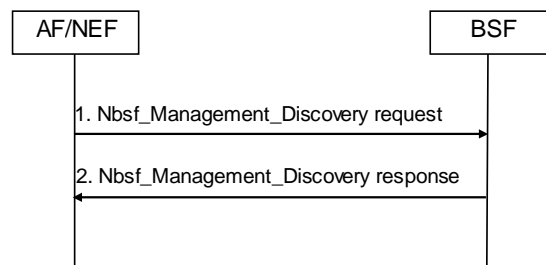 AF/NEF
BSF
1. Nbsf_Management_Discovery request
2. Nbsf_Management_Discovery response